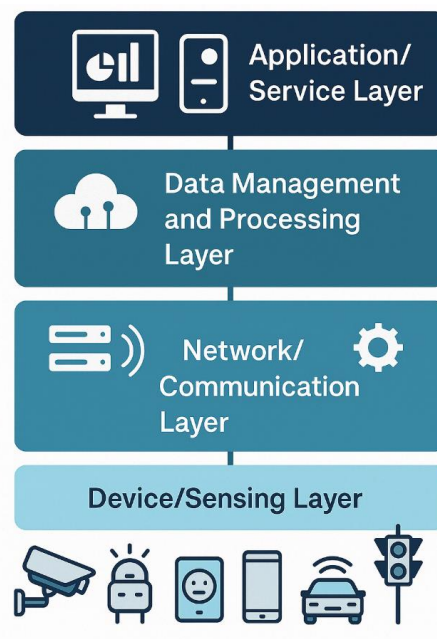 Application/
Service Layer
Data Management
and Processing
Layer
Network/
Communication
Layer
Device/Sensing Layer